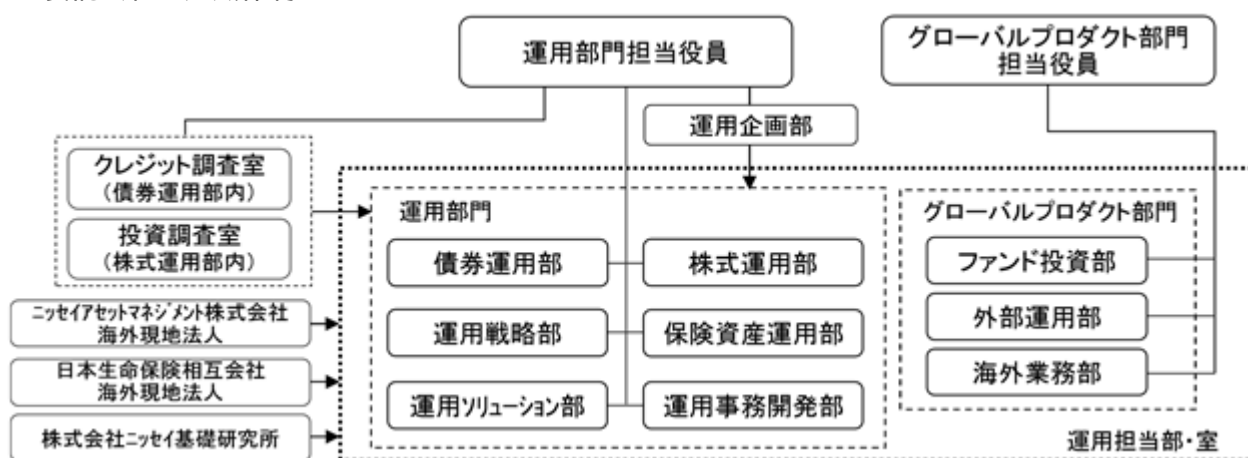 運用部門担当役員
グローバルプロダクト部門
担当役員
運用企画部
クレジット調査室
(債券運用部内)
投資調査室
(株式運用部内)
ニッセイアセットマネジメント株式会社
海外現地法人
日本生命保険相互会社
海外現地法人
株式会社ニッセイ基礎研究所
運用部門
債券運用部
株式運用部
運用戦略部
保険資産運用部
運用ソリューション部
運用事務開発部
グローバルプロダクト部門
ファンド投資部
外部運用部
海外業務部
運用担当部・室